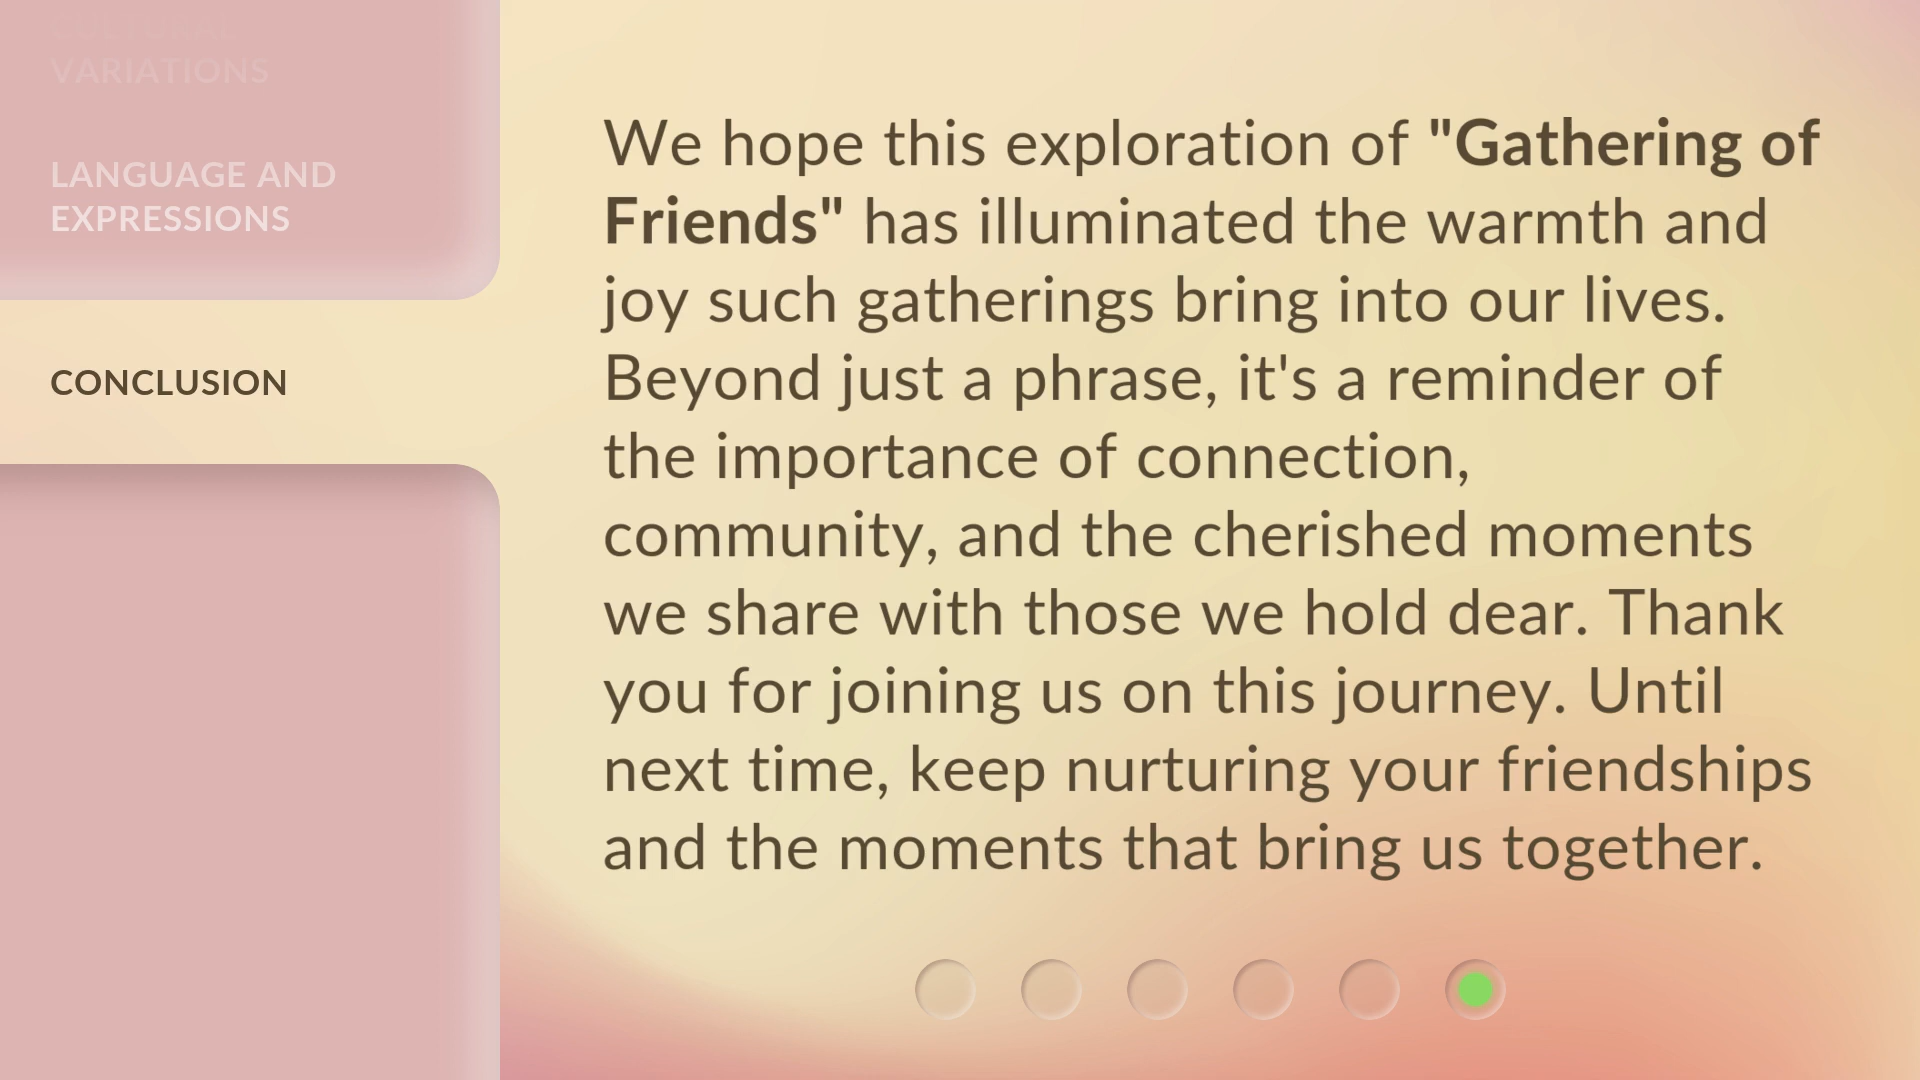 CULTURAL
VARIATIONS
LANGUAGE AND
EXPRESSIONS
CONCLUSION
We hope this exploration of "Gathering of
Friends" has illuminated the warmth and
joy such gatherings bring into our lives.
Beyond just a phrase, it's a reminder of
the importance of connection,
community, and the cherished moments
we share with those we hold dear. Thank
you for joining us on this journey. Until
next time, keep nurturing your friendships
and the moments that bring us together.